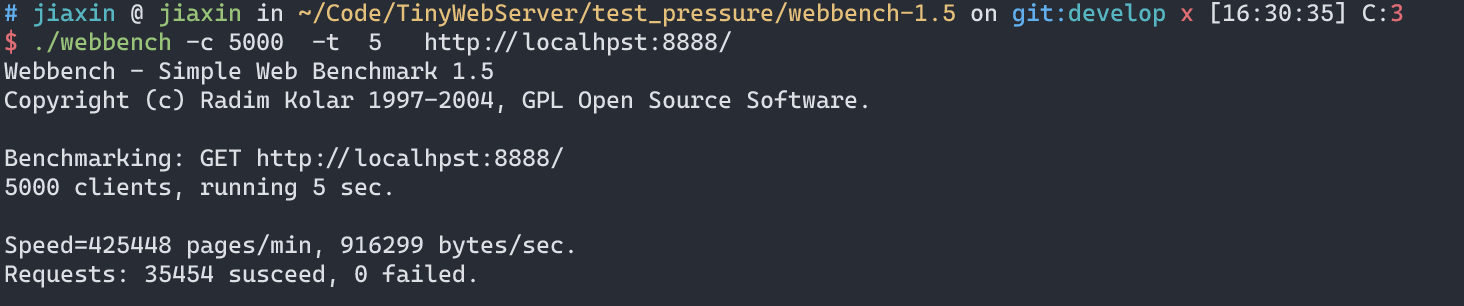 # jiaxin @ jiaxin in ~/Code/TinyWebServer/test_pressure/webbench-1.5 on git:develop x [16:30:35] C:3
$ ./webbench -c 5000  -t  5   http://localhpst:8888/
Webbench - Simple Web Benchmark 1.5
Copyright (c) Radim Kolar 1997-2004, GPL Open Source Software.

Benchmarking: GET http://localhpst:8888/
5000 clients, running 5 sec.

Speed=425448 pages/min, 916299 bytes/sec.
Requests: 35454 susceed, 0 failed.